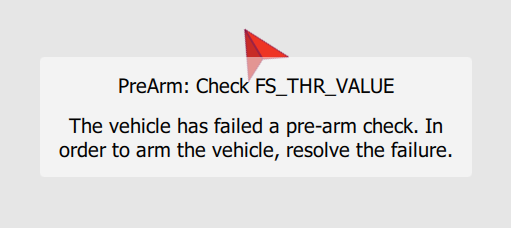 PreArm: Check FS_THR_VALUE
The vehicle has failed a pre-arm check. In
order to arm the vehicle, resolve the failure.